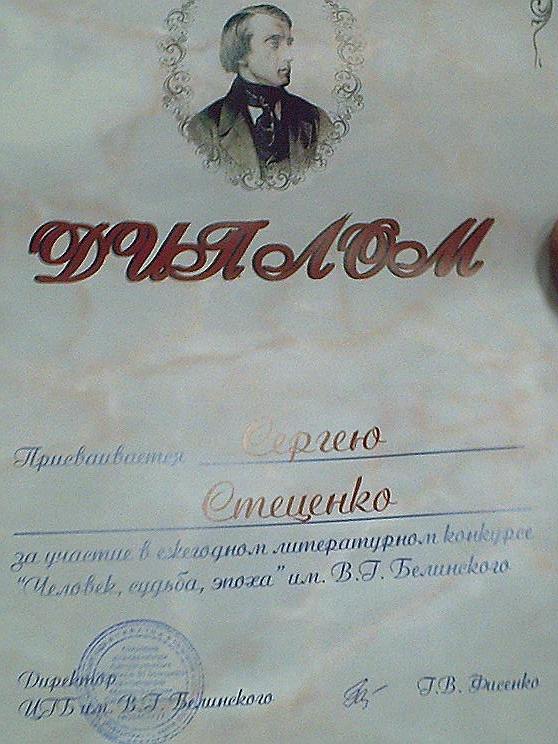 ДИПЛОМ
Присваивается Сергею
Стеценко
за участие в ежегодном литературном конкурсе
"Человек, судьба, эпоха" им. В.Г. Белинского
Директор
ЦГБ им. В.Г. Белинского Г.В. Фисенко